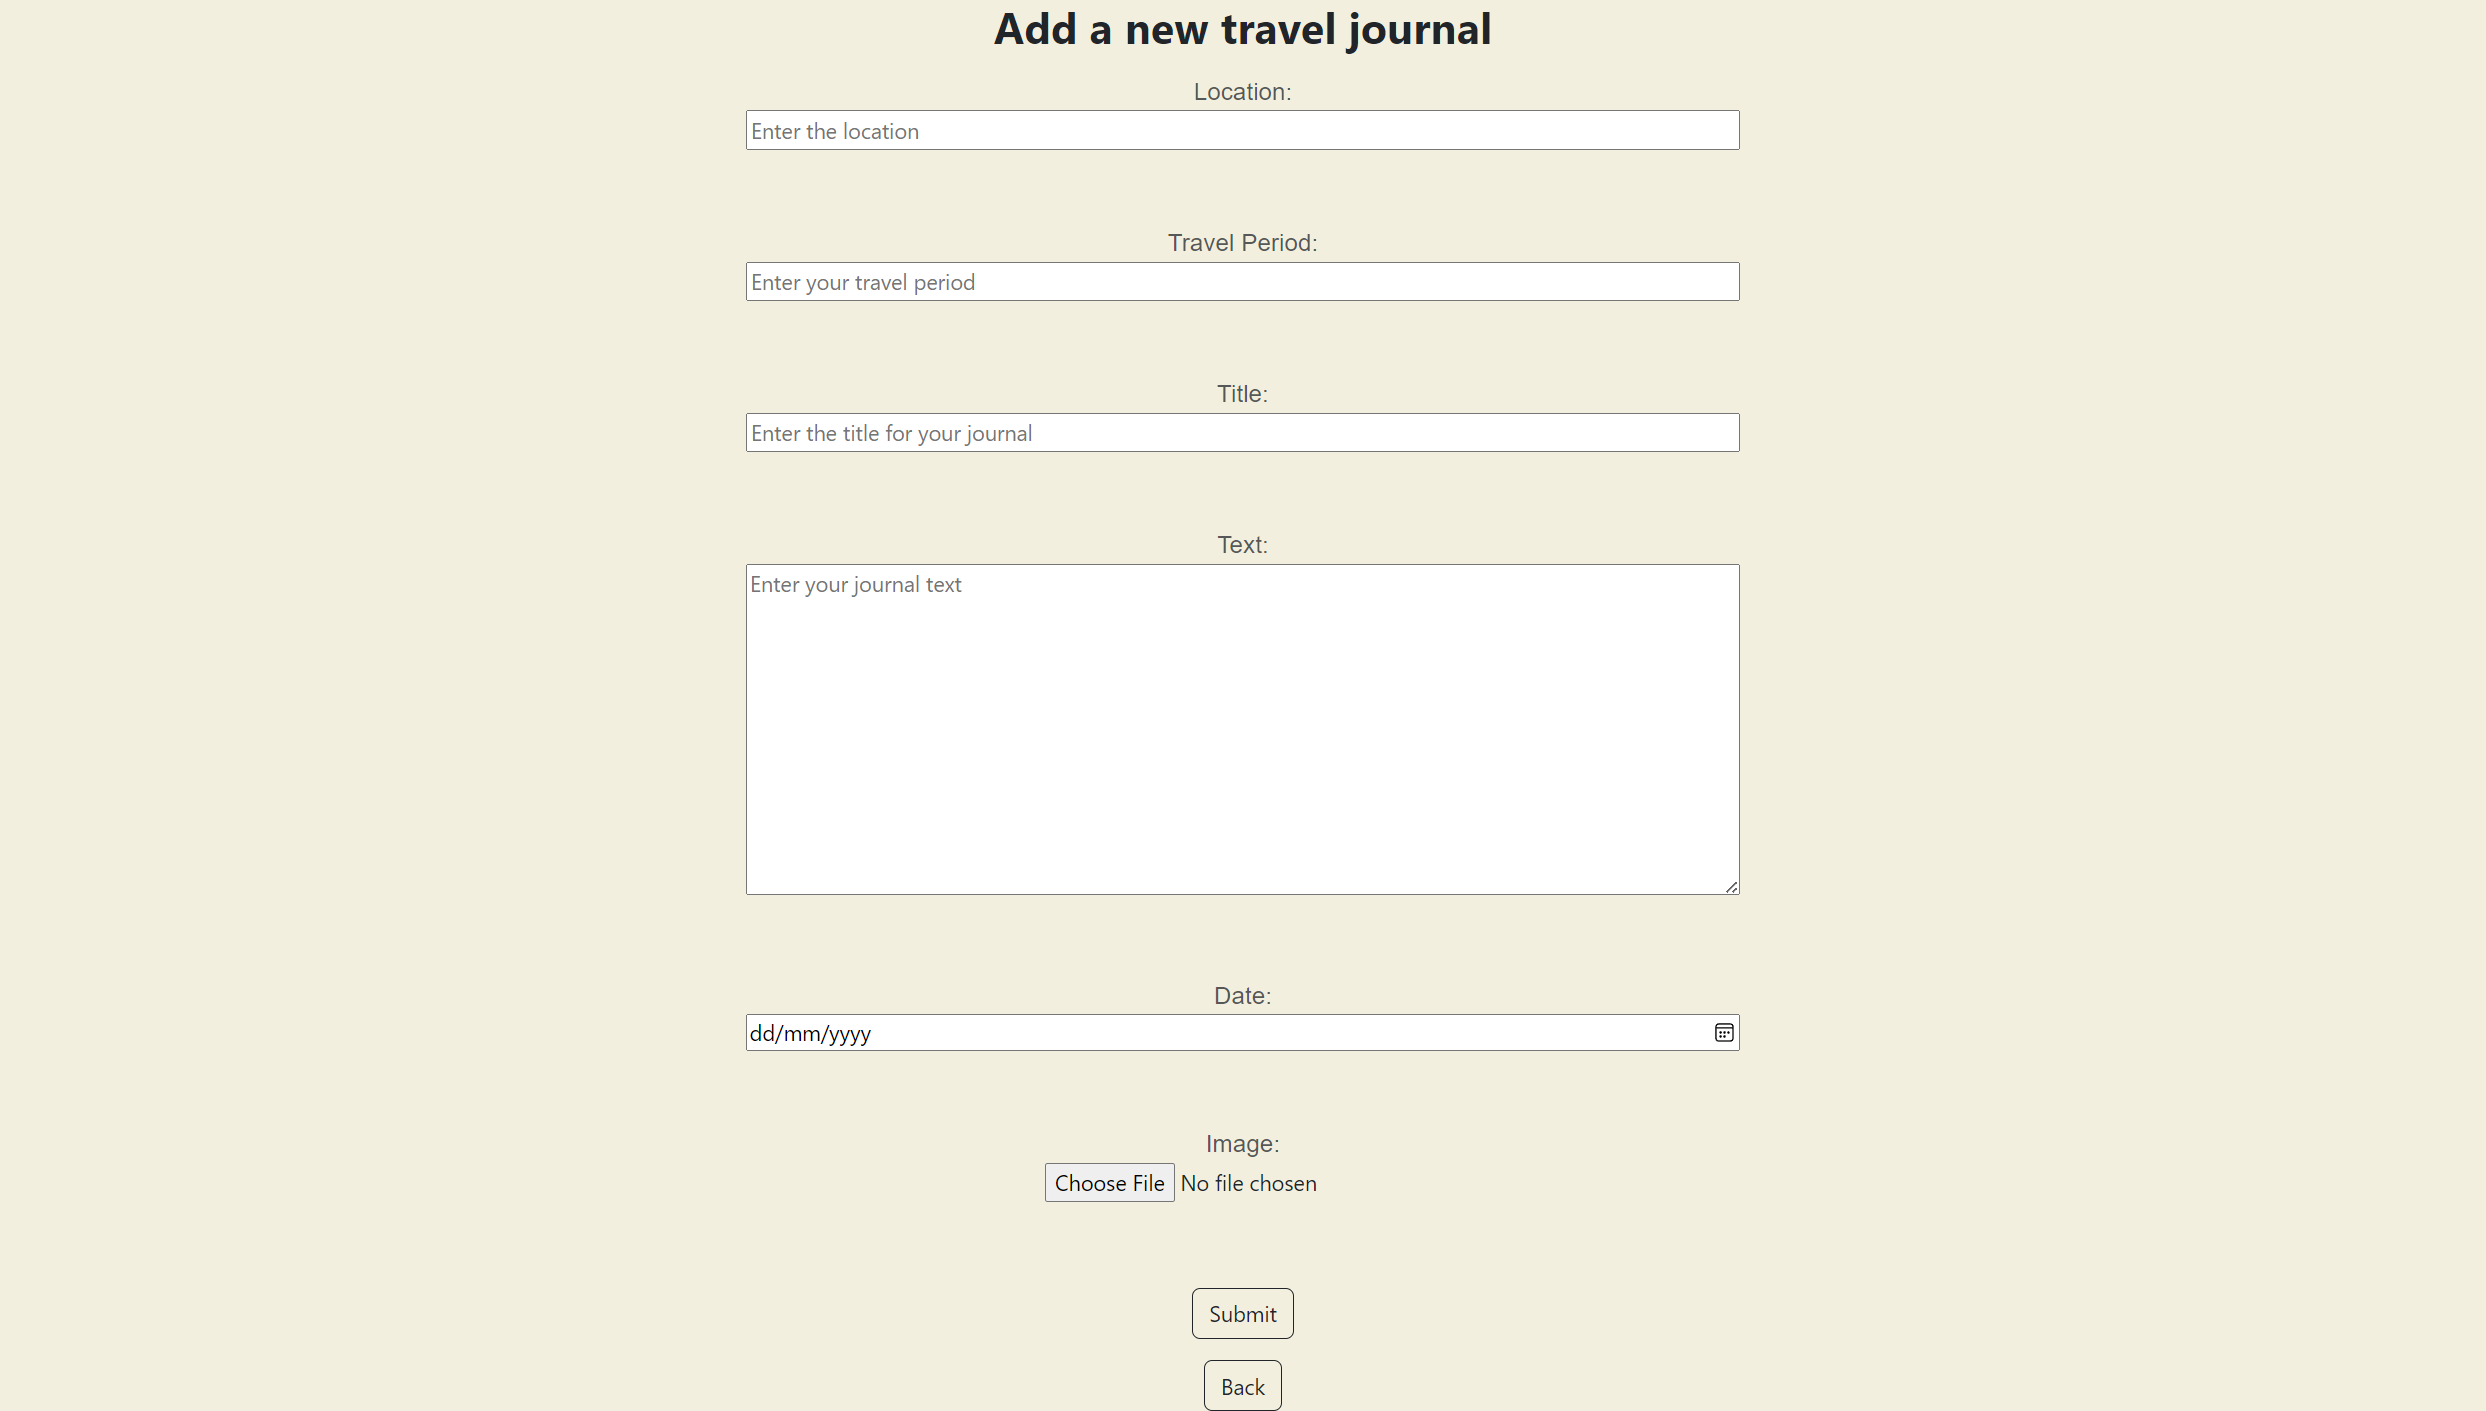 Add a new travel journal
Location:
Enter the location
Travel Period:
Enter your travel period
Title:
Enter the title for your journal
Text:
Enter your journal text
Date:
dd/mm/yyyy
Image:
Choose File No file chosen
Submit
Back